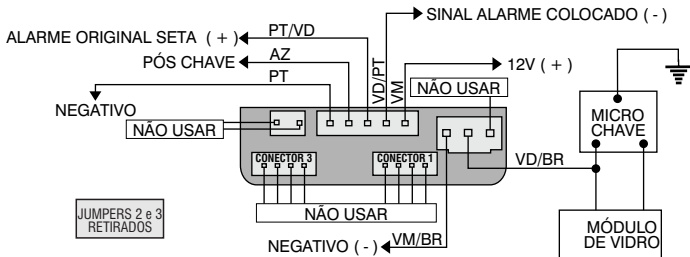 SINAL ALARME COLOCADO ( - )
ALARME ORIGINAL SETA ( + )
PT/VD
PÓS CHAVE
AZ
12V ( + )
PT
VD/PT
VM
NÃO USAR
NEGATIVO
NÃO USAR
MICRO
CHAVE
CONECTOR 3
CONECTOR 1
VD/BR
JUMPERS 2 e 3
RETIRADOS
NÃO USAR
MÓDULO
DE VIDRO
NEGATIVO ( - )
VM/BR